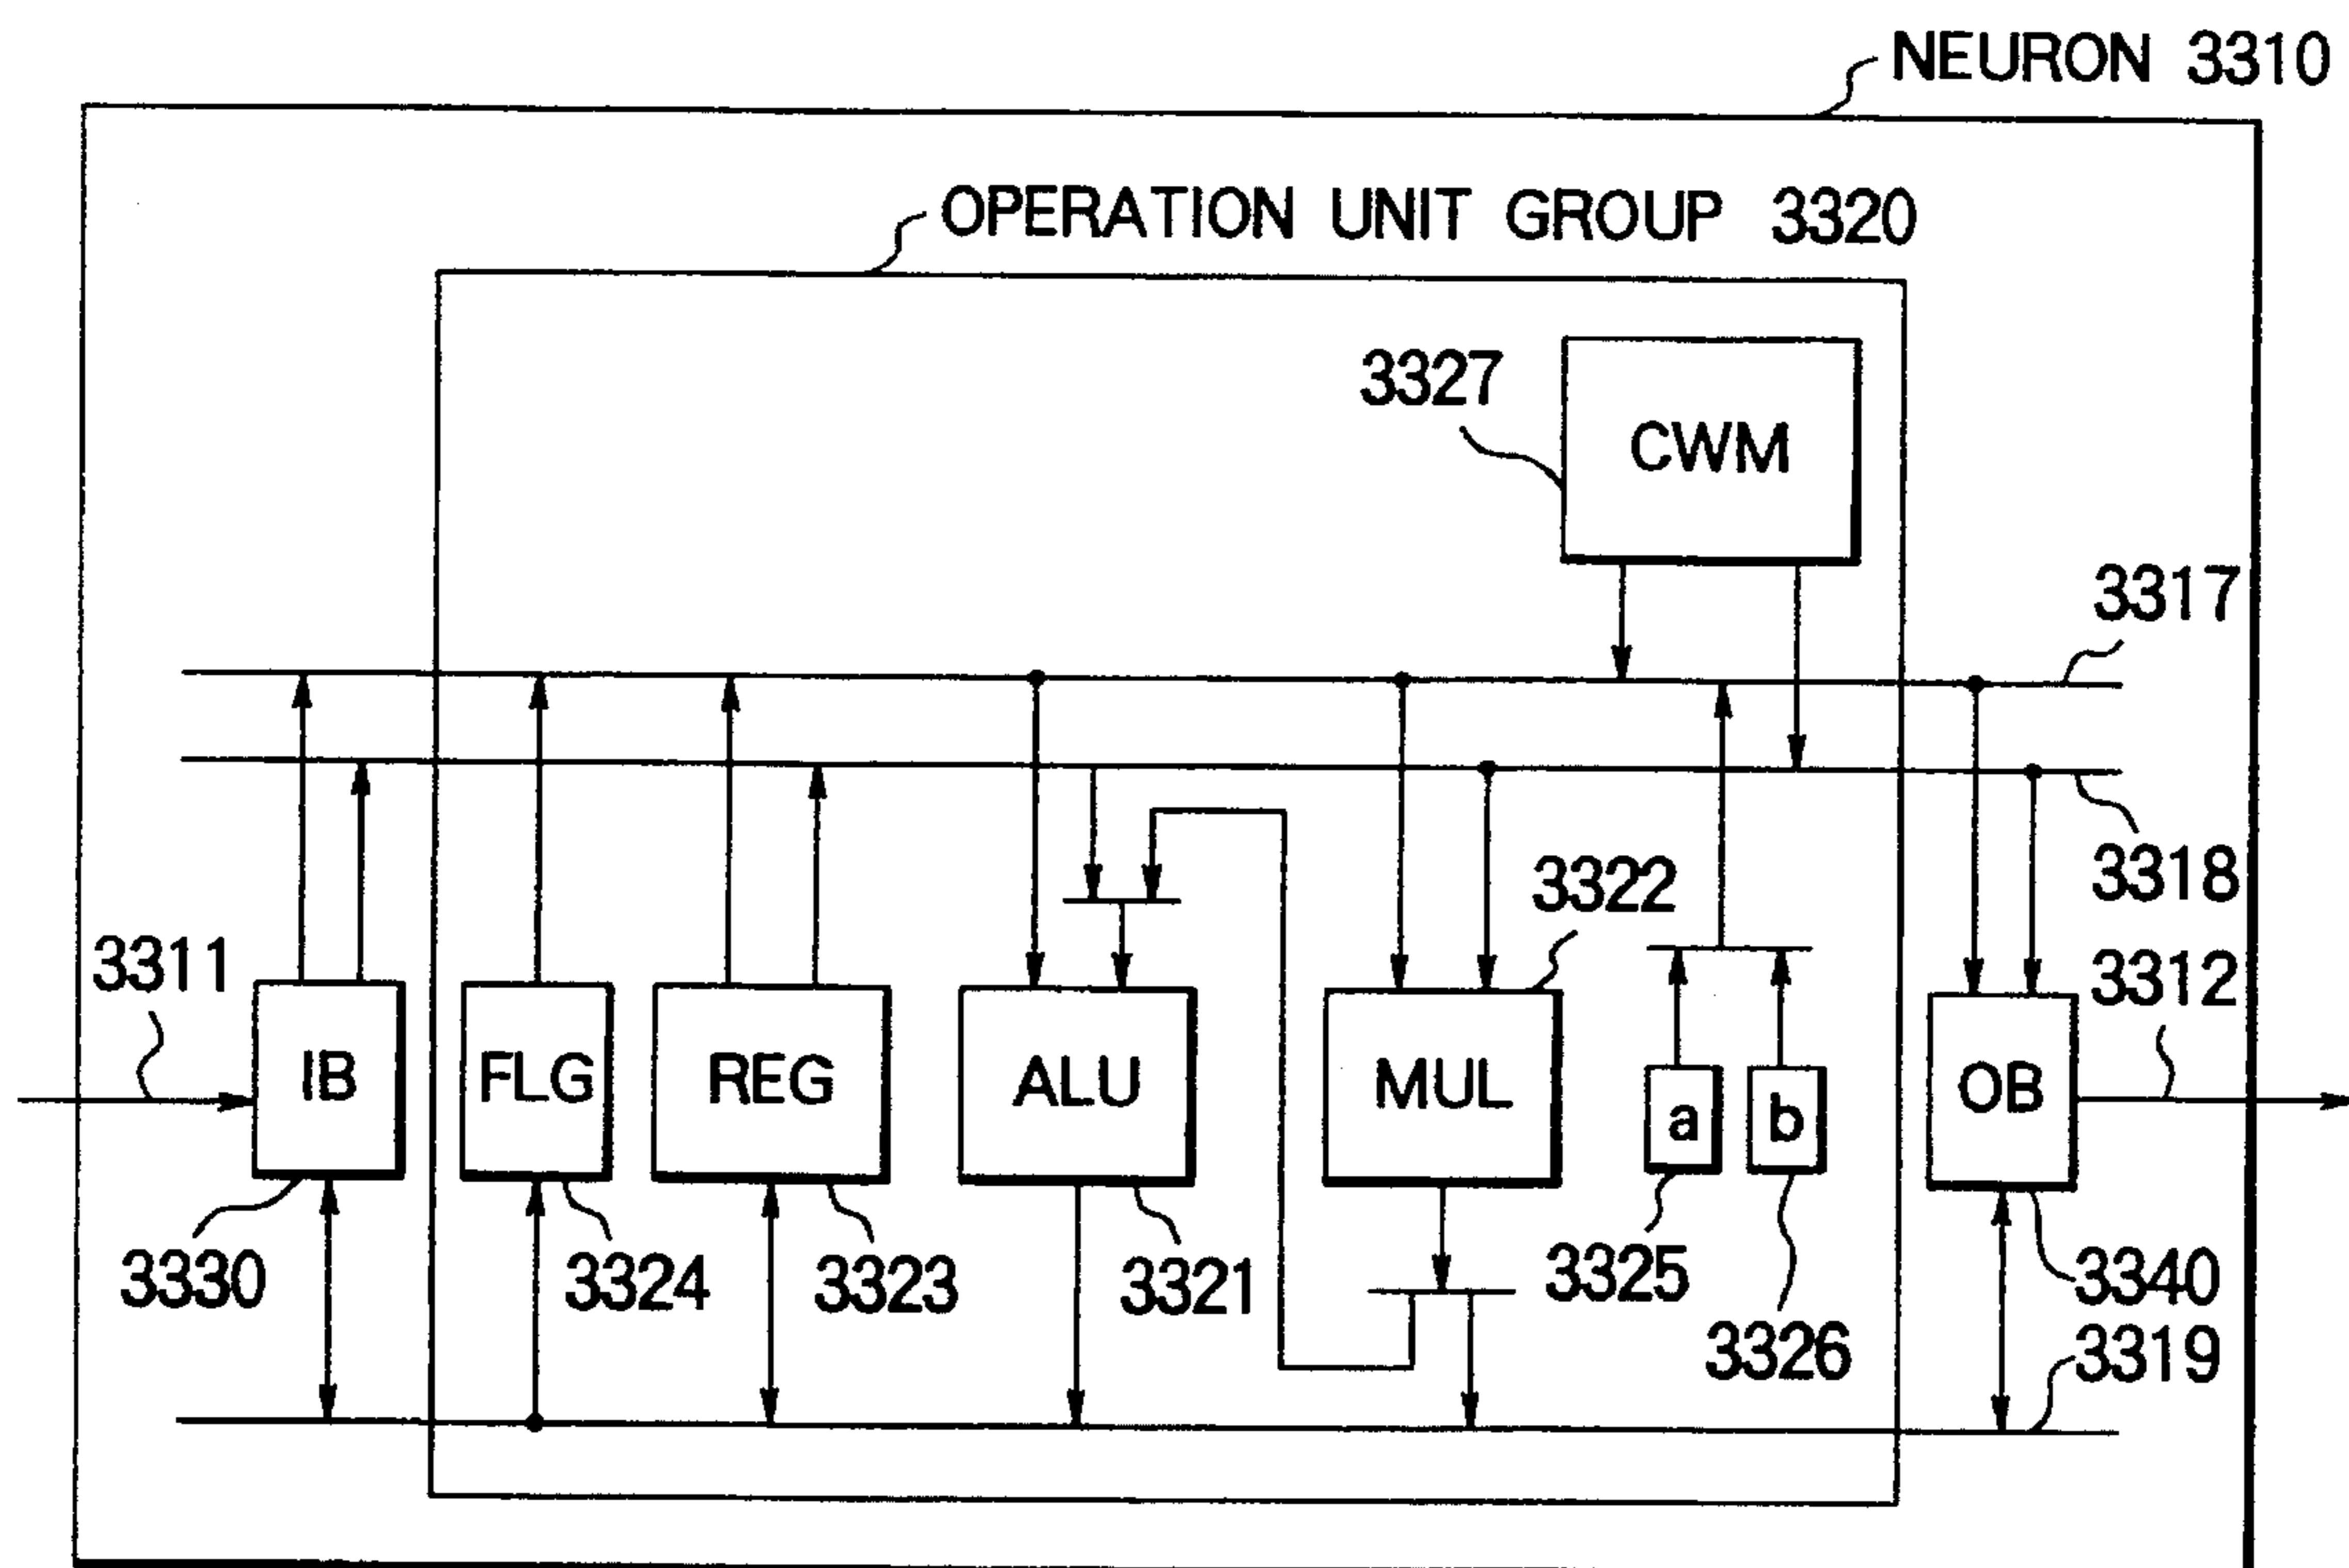 NEURON 3310
OPERATION UNIT GROUP 3320
3327
CWM
3317
3318
3322
3311
3312
IB
FLG
REG
ALU
MUL
a
b
OB
3330
3324
3323
3321
3325
3326
3340
3319